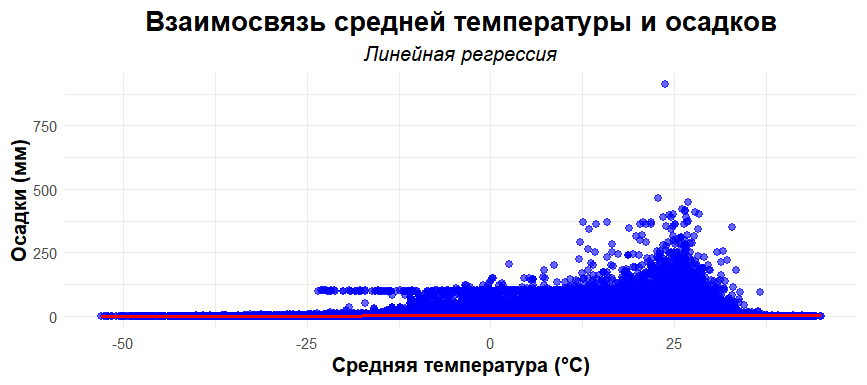 Взаимосвязь средней температуры и осадков
Линейная регрессия
Осадки (мм)
750
500
250
0
-50 -25 0 25
Средняя температура (°C)